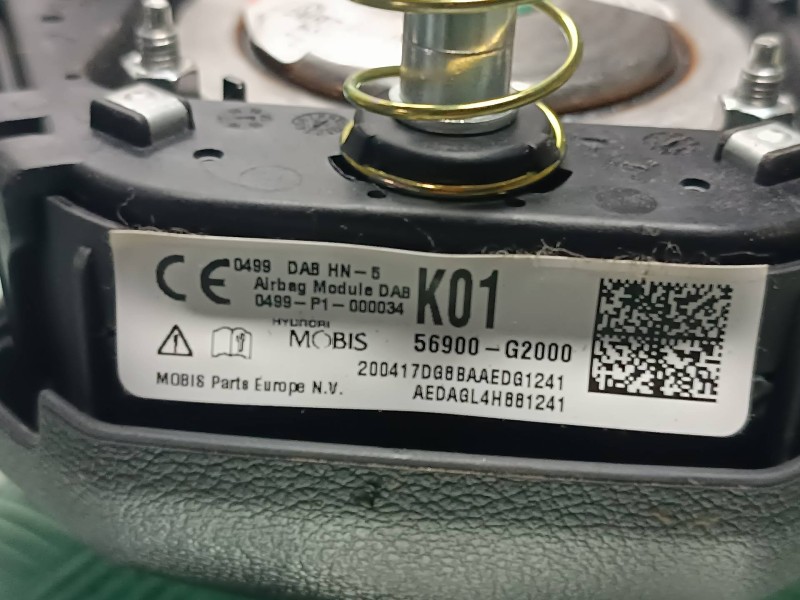 CE 0499 DAB HN-5
Airbag Module DAB
0499-P1-000034
K01
HYUNDAI
MOBIS
56900-G2000
200417DG8BAAEDG1241
MOBIS Parts Europe N.V.
AEDAGL4H881241